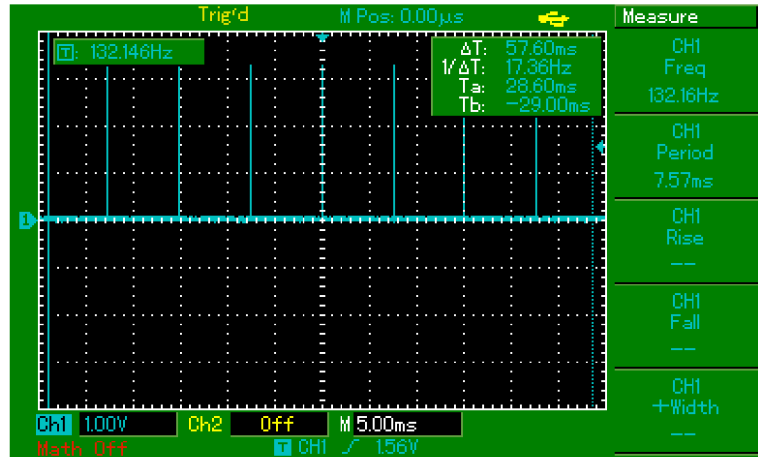 Trig'd M Pos: 0.00μs Measure
T: 132.146Hz
ΔT: 57.60ms
1/ΔT: 17.36Hz
Ta: 28.60ms
Tb: -29.00ms
CH1
Freq
132.16Hz
CH1
Period
7.57ms
1
CH1
Rise
--
CH1
Fall
--
CH1
+Width
--
Ch1 1.00V Ch2 Off M 5.00ms
Math Off T CH1 1.56V